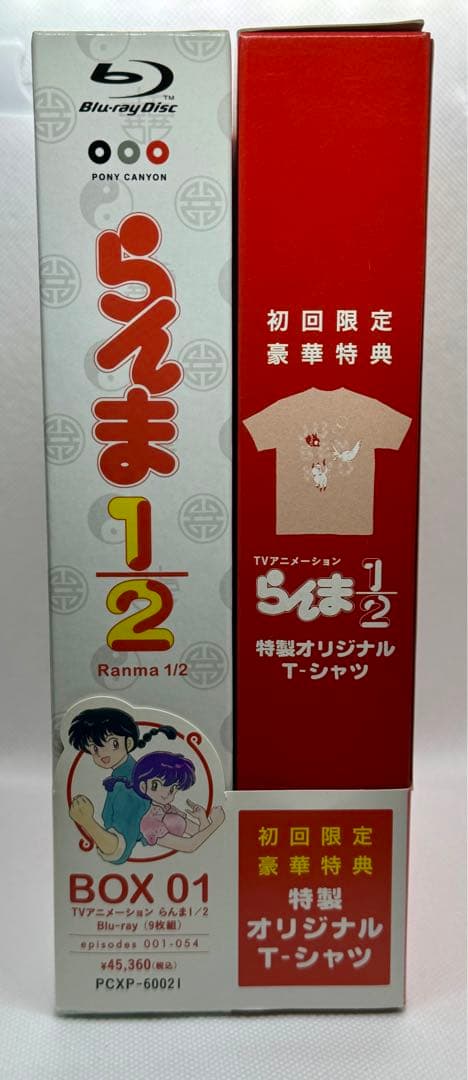 Blu-ray Disc
TM
PONY CANYON
らんま
1/2
Ranma 1/2
BOX 01
TVアニメーション らんま1/2
Blu-ray (9枚組)
episodes 001-054
¥45,360(税込)
PCXP-60021
初回限定
豪華特典
TVアニメーション
らんま1/2
特製オリジナル
T-シャツ
初回限定
豪華特典
特製
オリジナル
T-シャツ